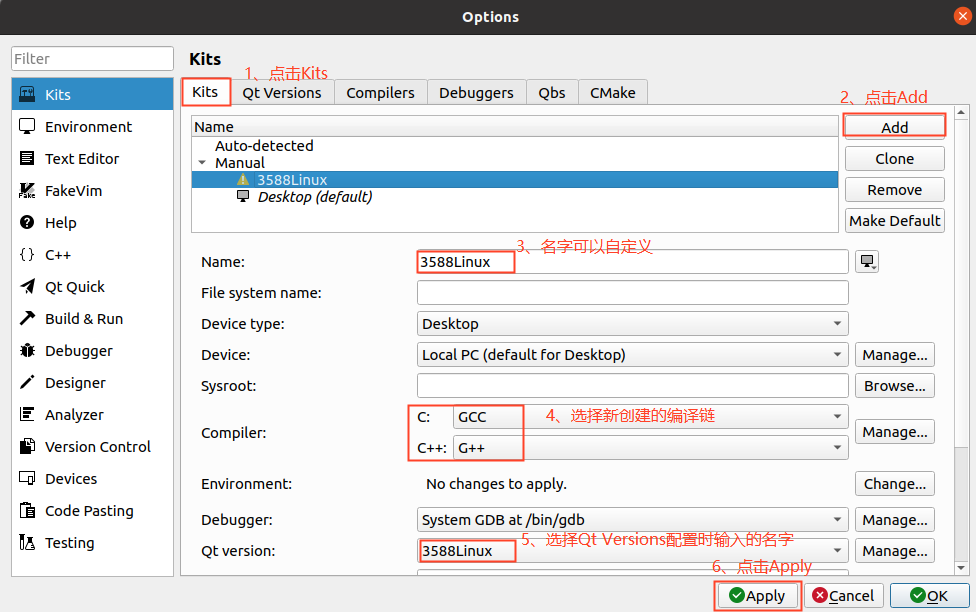 Options
Filter
Kits
Environment
Text Editor
FakeVim
Help
C++
Qt Quick
Build & Run
Debugger
Designer
Analyzer
Version Control
Devices
Code Pasting
Testing
Kits
1、点击Kits
Kits Qt Versions Compilers Debuggers Qbs CMake
2、点击Add
Name
Auto-detected
Manual
3588Linux
Desktop (default)
Add
Clone
Remove
Make Default
3、名字可以自定义
Name: 3588Linux
File system name:
Device type: Desktop
Device: Local PC (default for Desktop) Manage...
Sysroot: Browse...
Compiler: C: GCC 4、选择新创建的编译链
C++: G++ Manage...
Environment: No changes to apply. Change...
Debugger: System GDB at /bin/gdb Manage...
5、选择Qt Versions配置时输入的名字
Qt version: 3588Linux Manage...
6、点击Apply
Apply Cancel OK